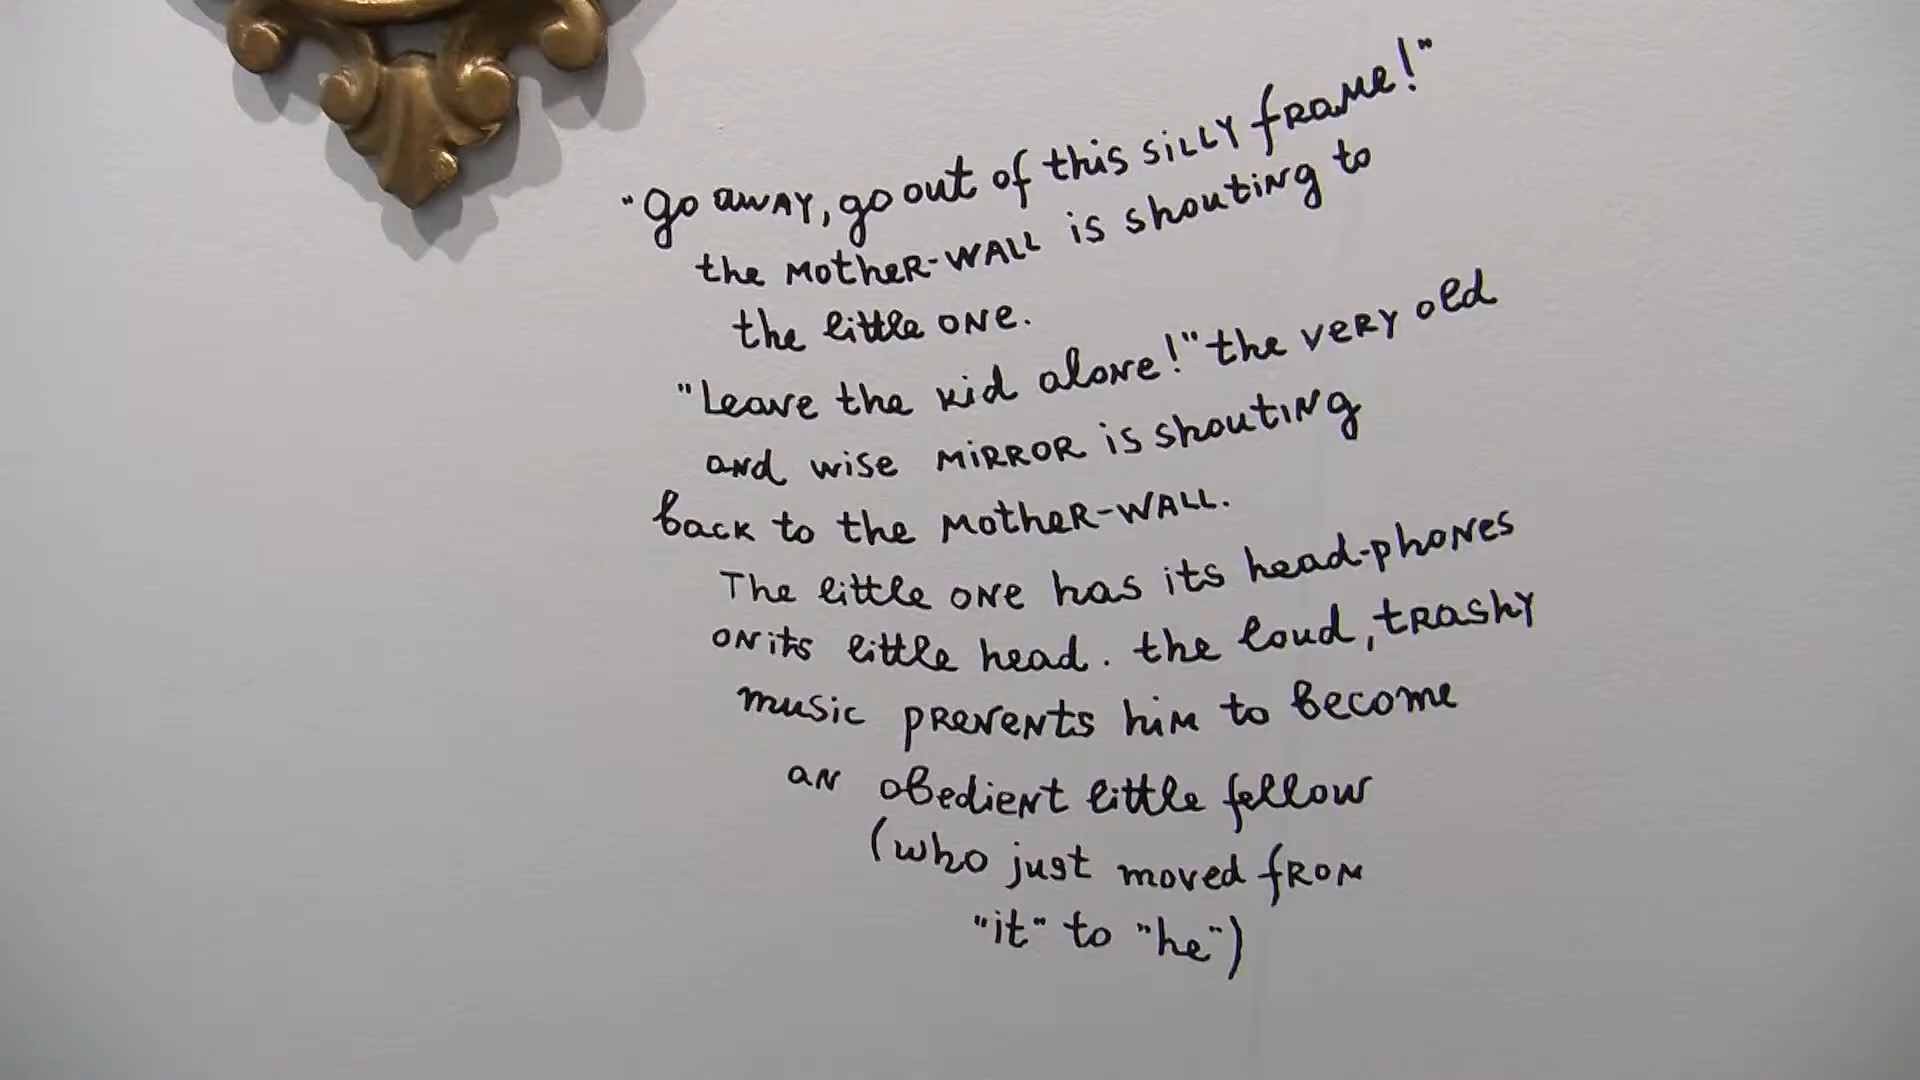 "go away, go out of this silly frame!"
the Mother-Wall is shouting to
the little one.
"Leave the kid alone!" the very old
and wise mirror is shouting
back to the Mother-Wall.
The little one has its head-phones
on its little head. the loud, trashy
music prevents him to become
an obedient little fellow
(who just moved from
"it" to "he")